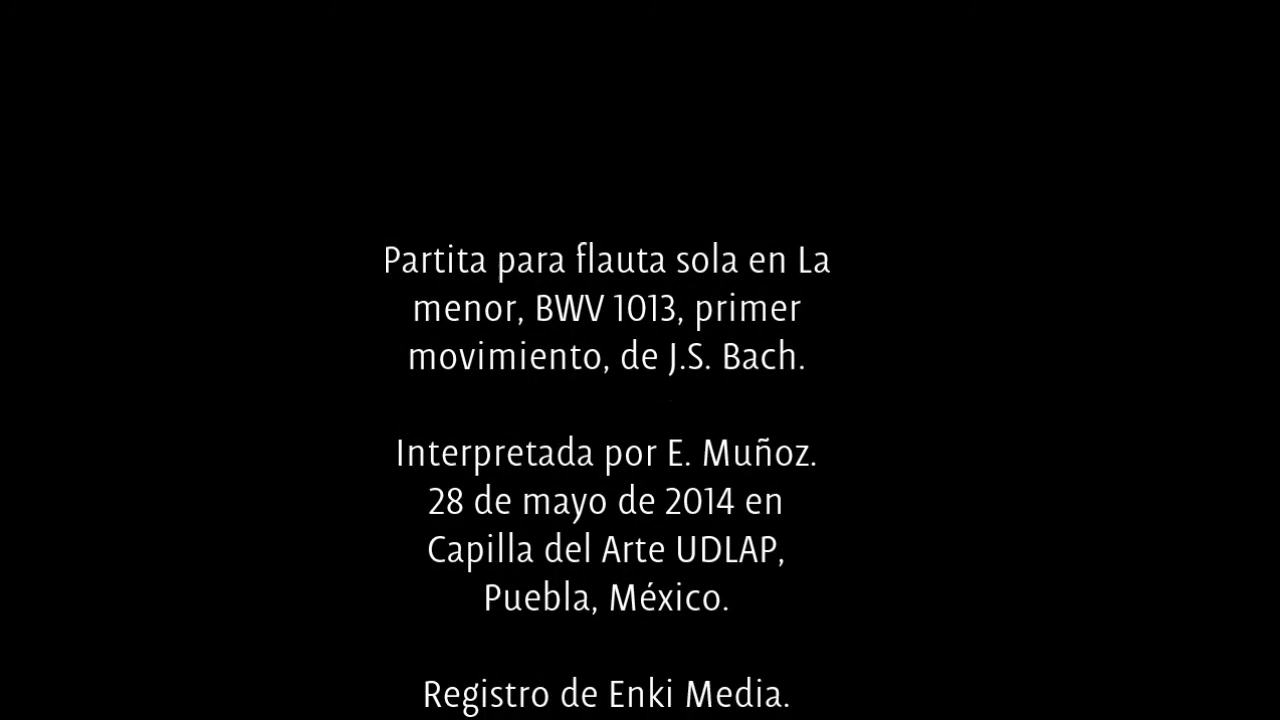 Partita para flauta sola en La
menor, BWV 1013, primer
movimiento, de J.S. Bach.
Interpretada por E. Muñoz.
28 de mayo de 2014 en
Capilla del Arte UDLAP,
Puebla, México.
Registro de Enki Media.